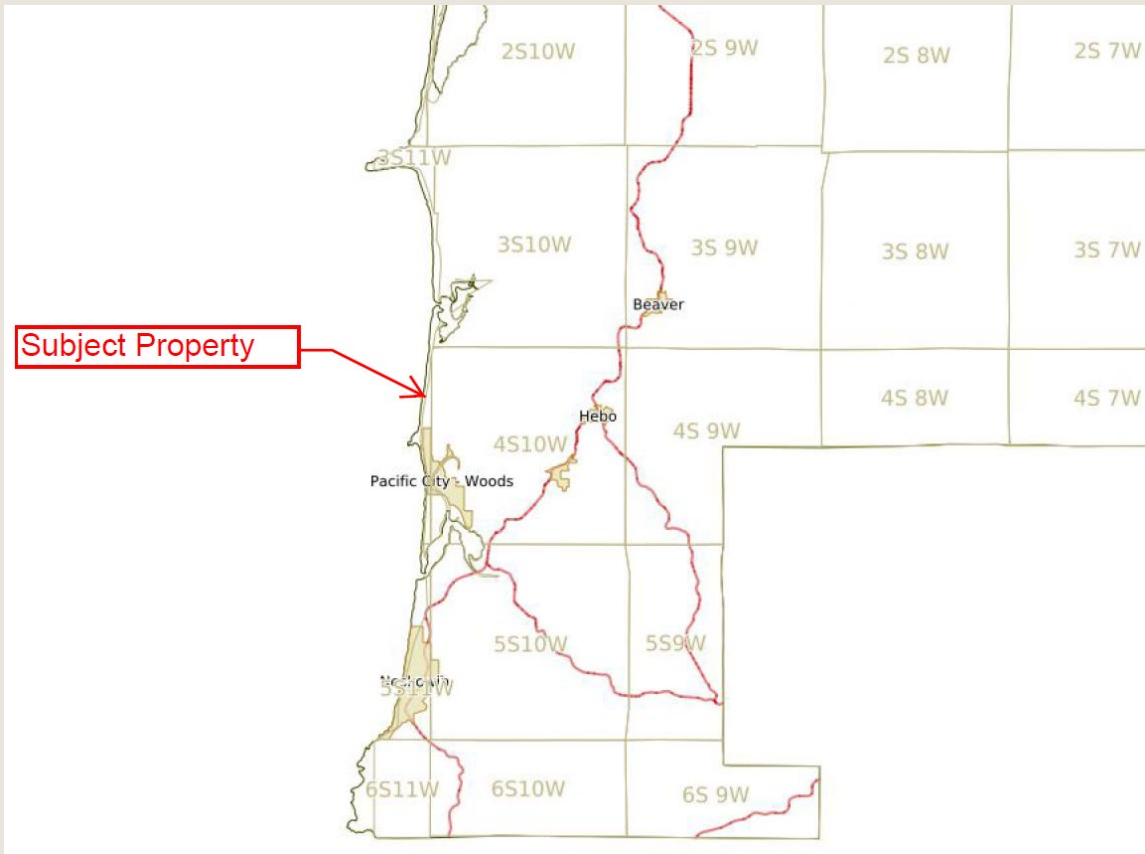 2S10W
2S 9W
2S 8W
2S 7W
3S11W
3S10W
3S 9W
3S 8W
3S 7W
Beaver
Subject Property
4S 8W
4S 7W
Hebo
4S10W
4S 9W
Pacific City - Woods
5S10W
5S9W
5S11W
6S11W
6S10W
6S 9W